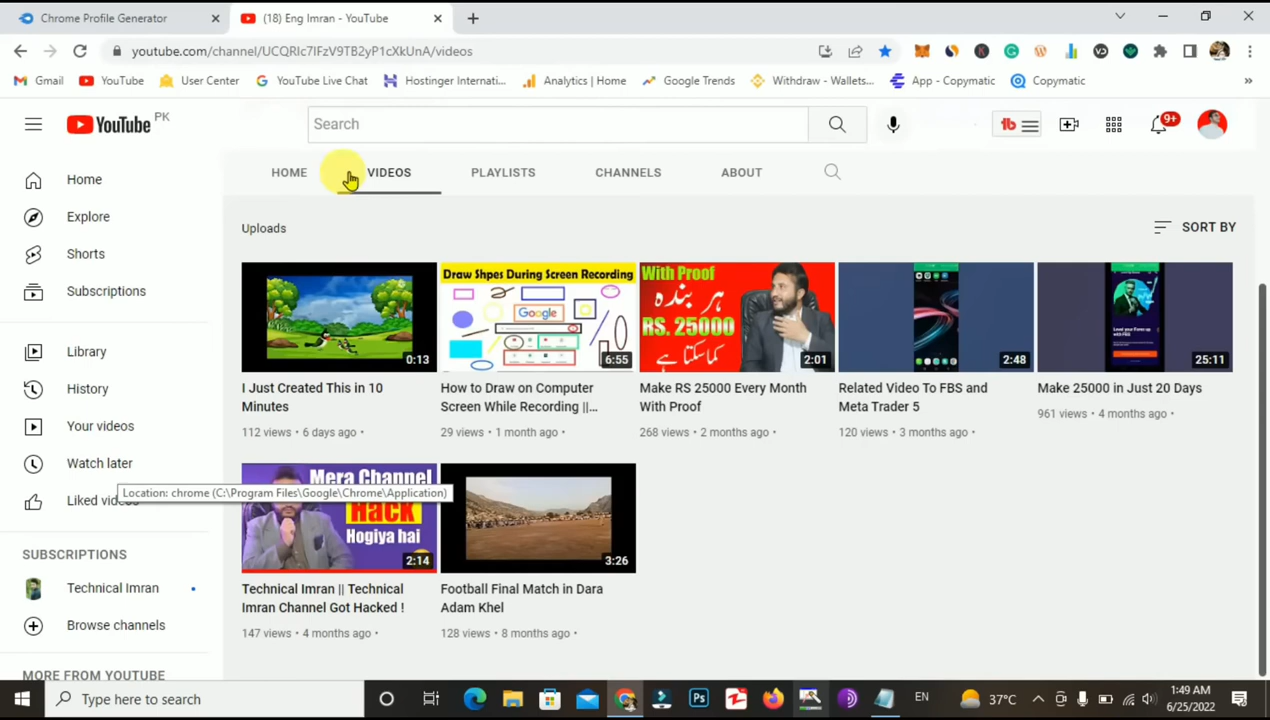 Chrome Profile Generator
(18) Eng Imran - YouTube
youtube.com/channel/UCQRlc7IFzV9TB2yP1cXkUnA/videos
Gmail
YouTube
User Center
YouTube Live Chat
Hostinger Internati...
Analytics | Home
Google Trends
Withdraw - Wallets...
App - Copymatic
Copymatic
YouTube PK
Search
9+
HOME
VIDEOS
PLAYLISTS
CHANNELS
ABOUT
Home
Explore
Shorts
Subscriptions
Library
History
Your videos
Watch later
Liked videos
Location: chrome (C:\Program Files\Google\Chrome\Application)
SUBSCRIPTIONS
Technical Imran
Browse channels
MORE FROM YOUTUBE
Uploads
SORT BY
0:13
I Just Created This in 10
Minutes
112 views • 6 days ago •
Draw Shpes During Screen Recording
Google
6:55
How to Draw on Computer
Screen While Recording ||...
29 views • 1 month ago •
With Proof
ہر بندہ
RS. 25000
کما سکتا ہے
2:01
Make RS 25000 Every Month
With Proof
268 views • 2 months ago •
2:48
Related Video To FBS and
Meta Trader 5
120 views • 3 months ago •
25:11
Make 25000 in Just 20 Days
961 views • 4 months ago •
Mera Channel
Hack
Hogiya hai
2:14
Technical Imran || Technical
Imran Channel Got Hacked !
147 views • 4 months ago •
3:26
Football Final Match in Dara
Adam Khel
128 views • 8 months ago •
Type here to search
Ps
EN
37°C
1:49 AM
6/25/2022